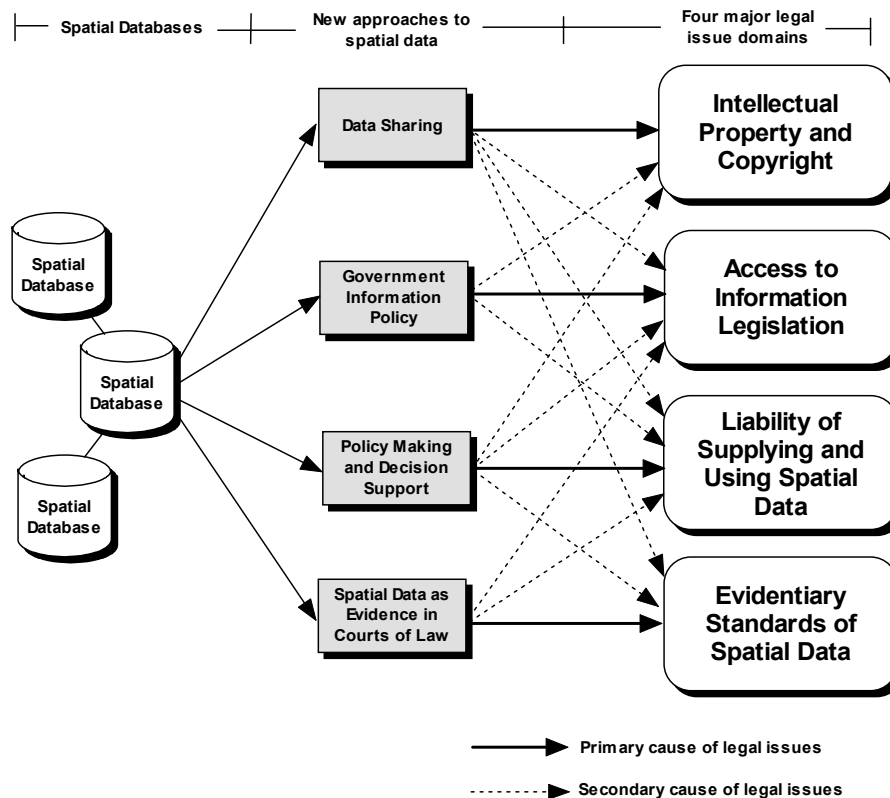 Spatial Databases
New approaches to
spatial data
Four major legal
issue domains
Data Sharing
Intellectual
Property and
Copyright
Spatial
Database
Government
Information
Policy
Access to
Information
Legislation
Spatial
Database
Policy Making
and Decision
Support
Liability of
Supplying and
Using Spatial
Data
Spatial
Database
Spatial Data as
Evidence in
Courts of Law
Evidentiary
Standards of
Spatial Data
Primary cause of legal issues
Secondary cause of legal issues